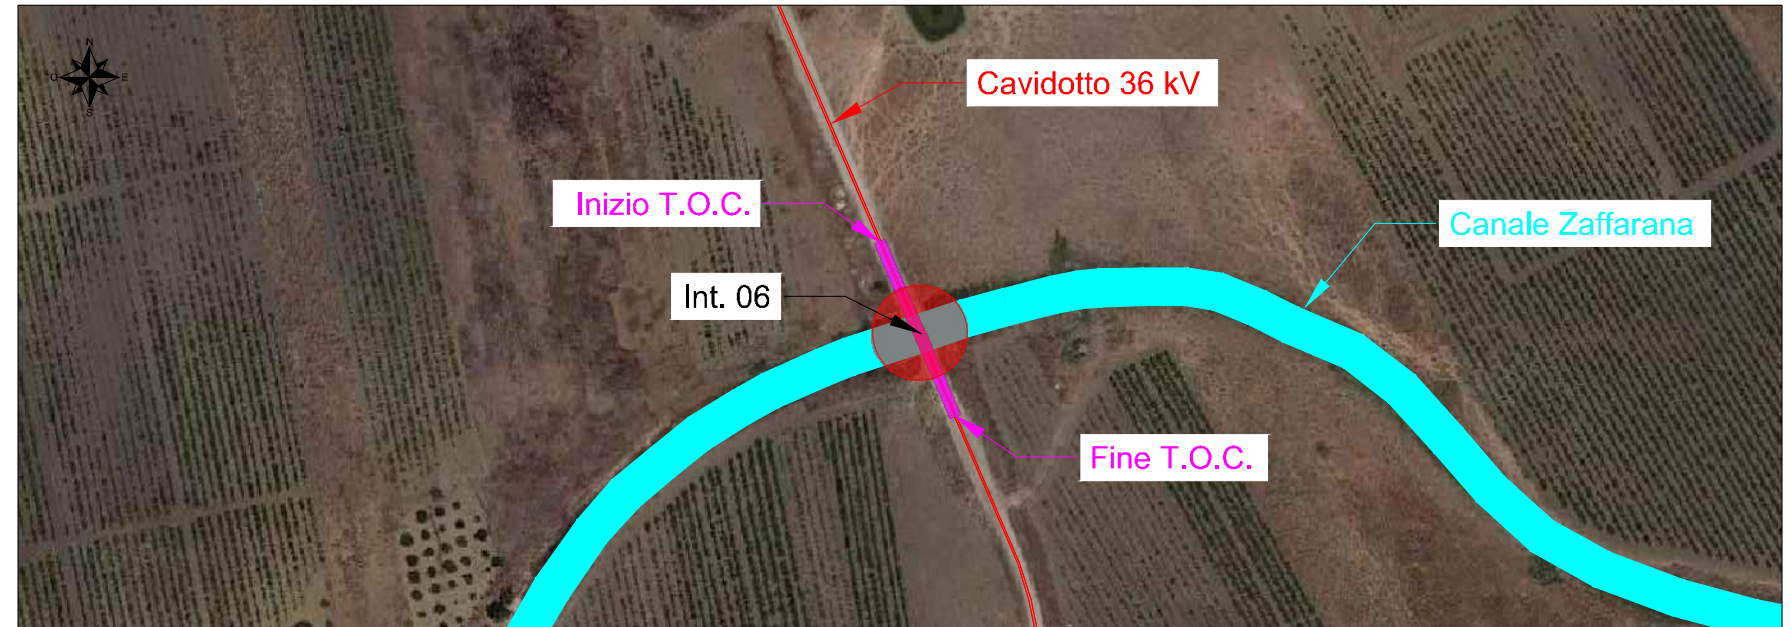 N
O E
S
Cavidotto 36 kV
Inizio T.O.C.
Canale Zaffarana
Int. 06
Fine T.O.C.